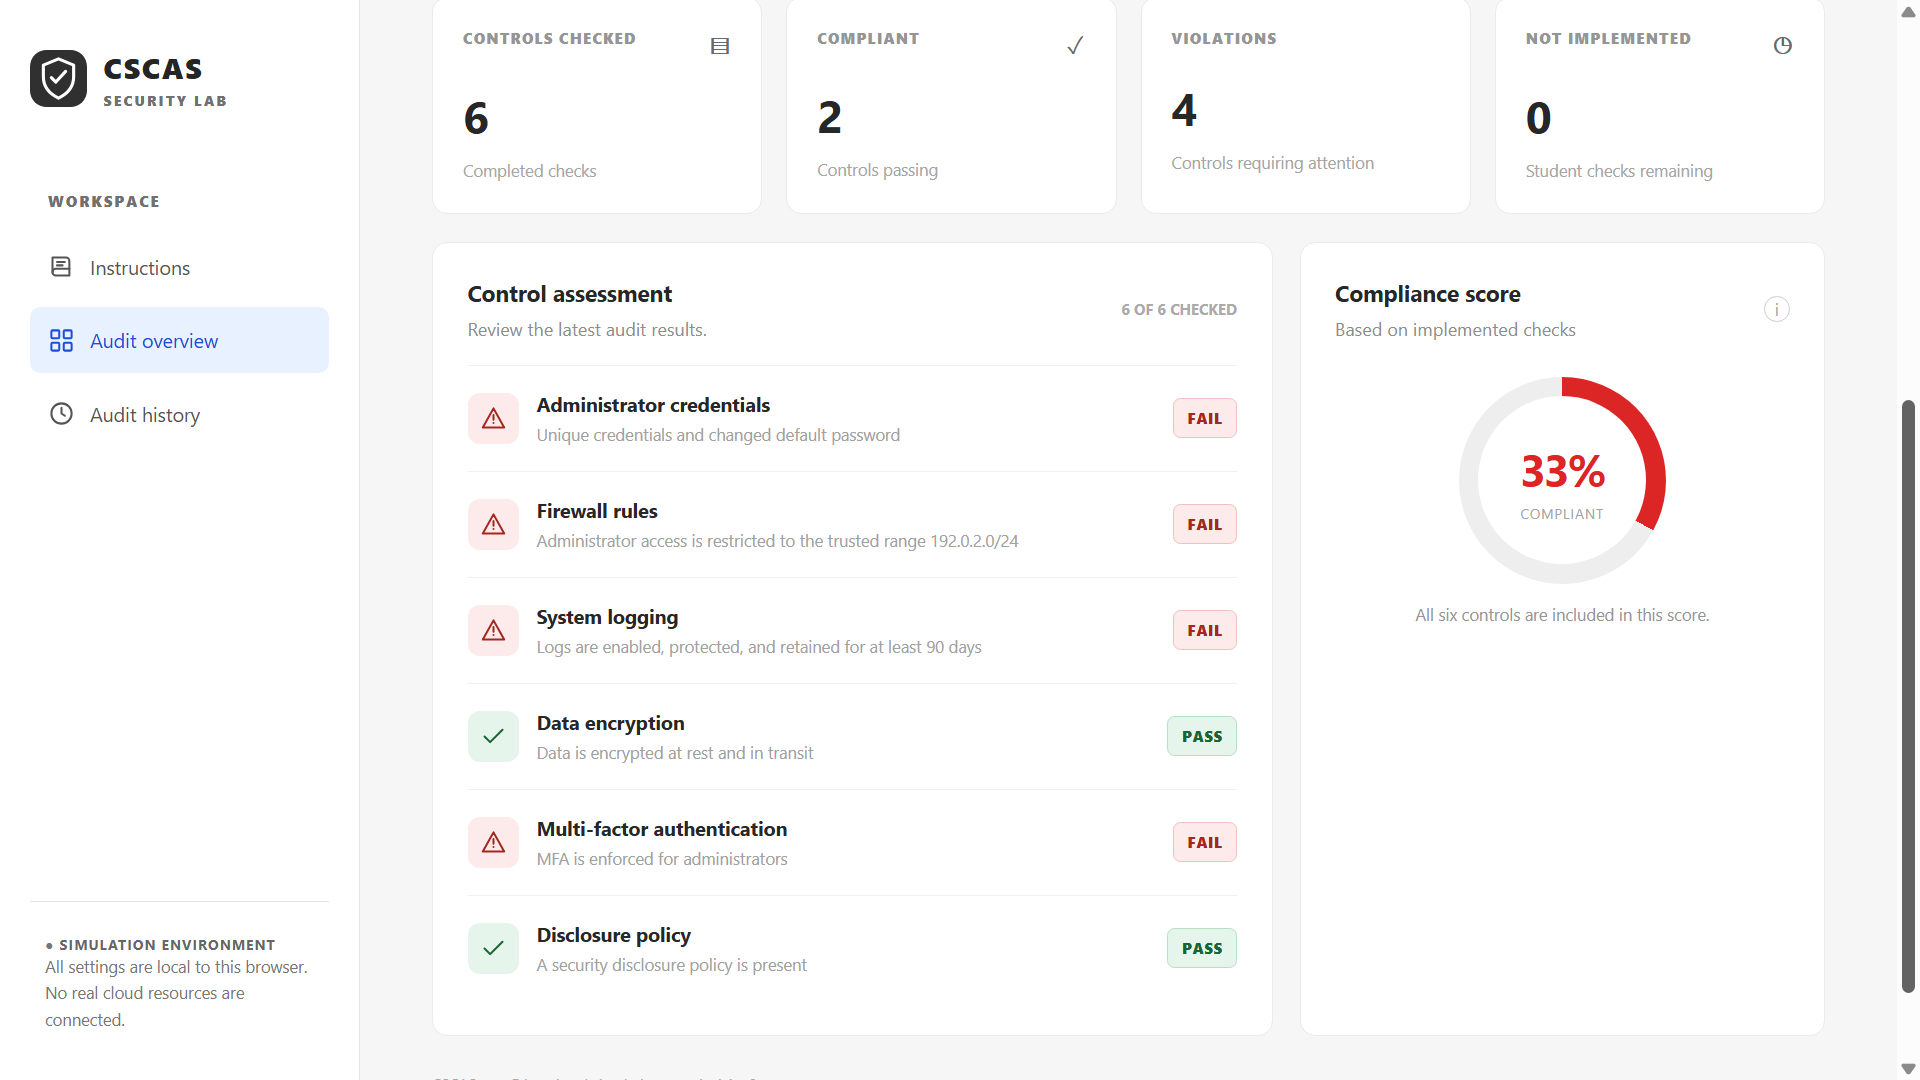 CSCAS
SECURITY LAB
WORKSPACE
Instructions
Audit overview
Audit history
● SIMULATION ENVIRONMENT
All settings are local to this browser.
No real cloud resources are
connected.
CONTROLS CHECKED
6
Completed checks
COMPLIANT
2
Controls passing
VIOLATIONS
4
Controls requiring attention
NOT IMPLEMENTED
0
Student checks remaining
Control assessment
Review the latest audit results.
6 OF 6 CHECKED
Administrator credentials
Unique credentials and changed default password
FAIL
Firewall rules
Administrator access is restricted to the trusted range 192.0.2.0/24
FAIL
System logging
Logs are enabled, protected, and retained for at least 90 days
FAIL
Data encryption
Data is encrypted at rest and in transit
PASS
Multi-factor authentication
MFA is enforced for administrators
FAIL
Disclosure policy
A security disclosure policy is present
PASS
Compliance score
Based on implemented checks
33%
COMPLIANT
All six controls are included in this score.